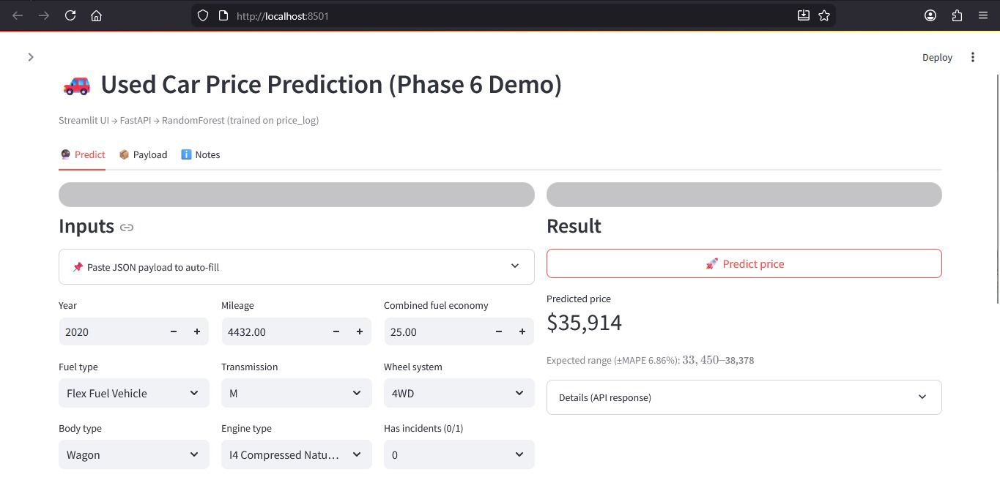 http://localhost:8501
Deploy
Used Car Price Prediction (Phase 6 Demo)
Streamlit UI → FastAPI → RandomForest (trained on price_log)
Predict Payload Notes
Inputs
Paste JSON payload to auto-fill
Year Mileage Combined fuel economy
2020 4432.00 25.00
Fuel type Transmission Wheel system
Flex Fuel Vehicle M 4WD
Body type Engine type Has incidents (0/1)
Wagon I4 Compressed Natu... 0
Result
Predict price
Predicted price
$35,914
Expected range (±MAPE 6.86%): 33, 450–38,378
Details (API response)